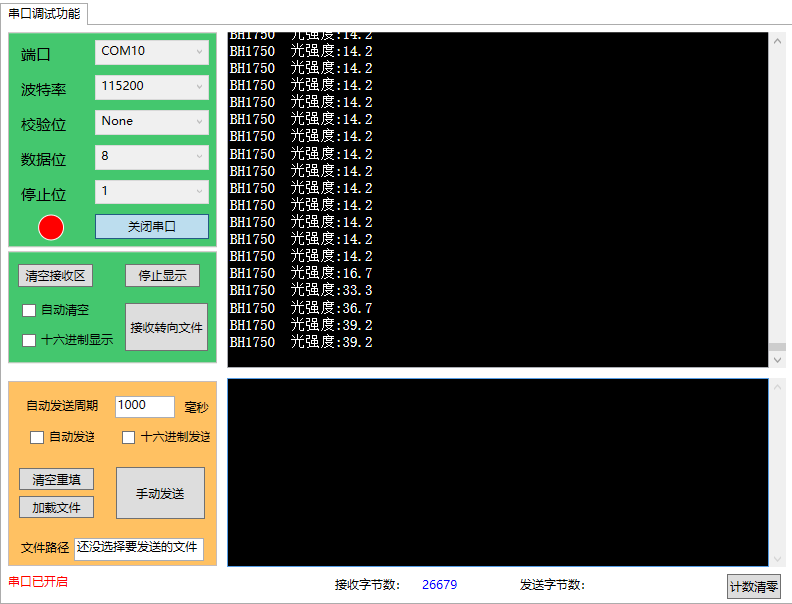 串口调试功能
端口 COM10
波特率 115200
校验位 None
数据位 8
停止位 1
关闭串口
清空接收区 停止显示
自动清空
十六进制显示
接收转向文件
自动发送周期 1000 毫秒
自动发送 十六进制发送
清空重填
加载文件
手动发送
文件路径 还没选择要发送的文件
BH1750 光强度:14.2
BH1750 光强度:14.2
BH1750 光强度:14.2
BH1750 光强度:14.2
BH1750 光强度:14.2
BH1750 光强度:14.2
BH1750 光强度:14.2
BH1750 光强度:14.2
BH1750 光强度:14.2
BH1750 光强度:14.2
BH1750 光强度:14.2
BH1750 光强度:14.2
BH1750 光强度:14.2
BH1750 光强度:14.2
BH1750 光强度:16.7
BH1750 光强度:33.3
BH1750 光强度:36.7
BH1750 光强度:39.2
BH1750 光强度:39.2
串口已开启 接收字节数: 26679 发送字节数: 计数清零